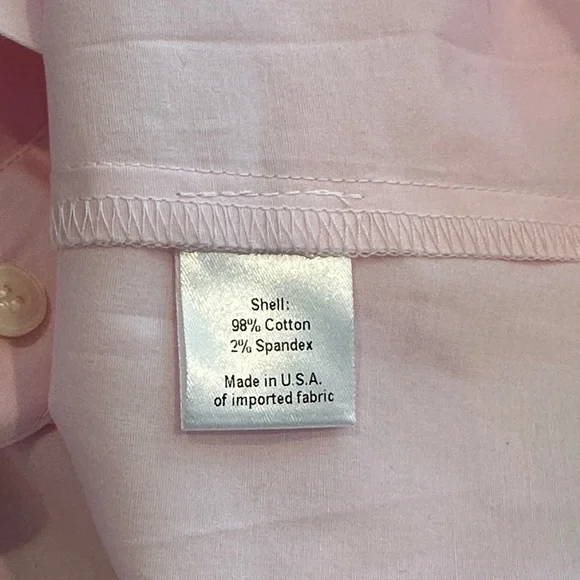 Shell:
98% Cotton
2% Spandex
Made in U.S.A.
of imported fabric